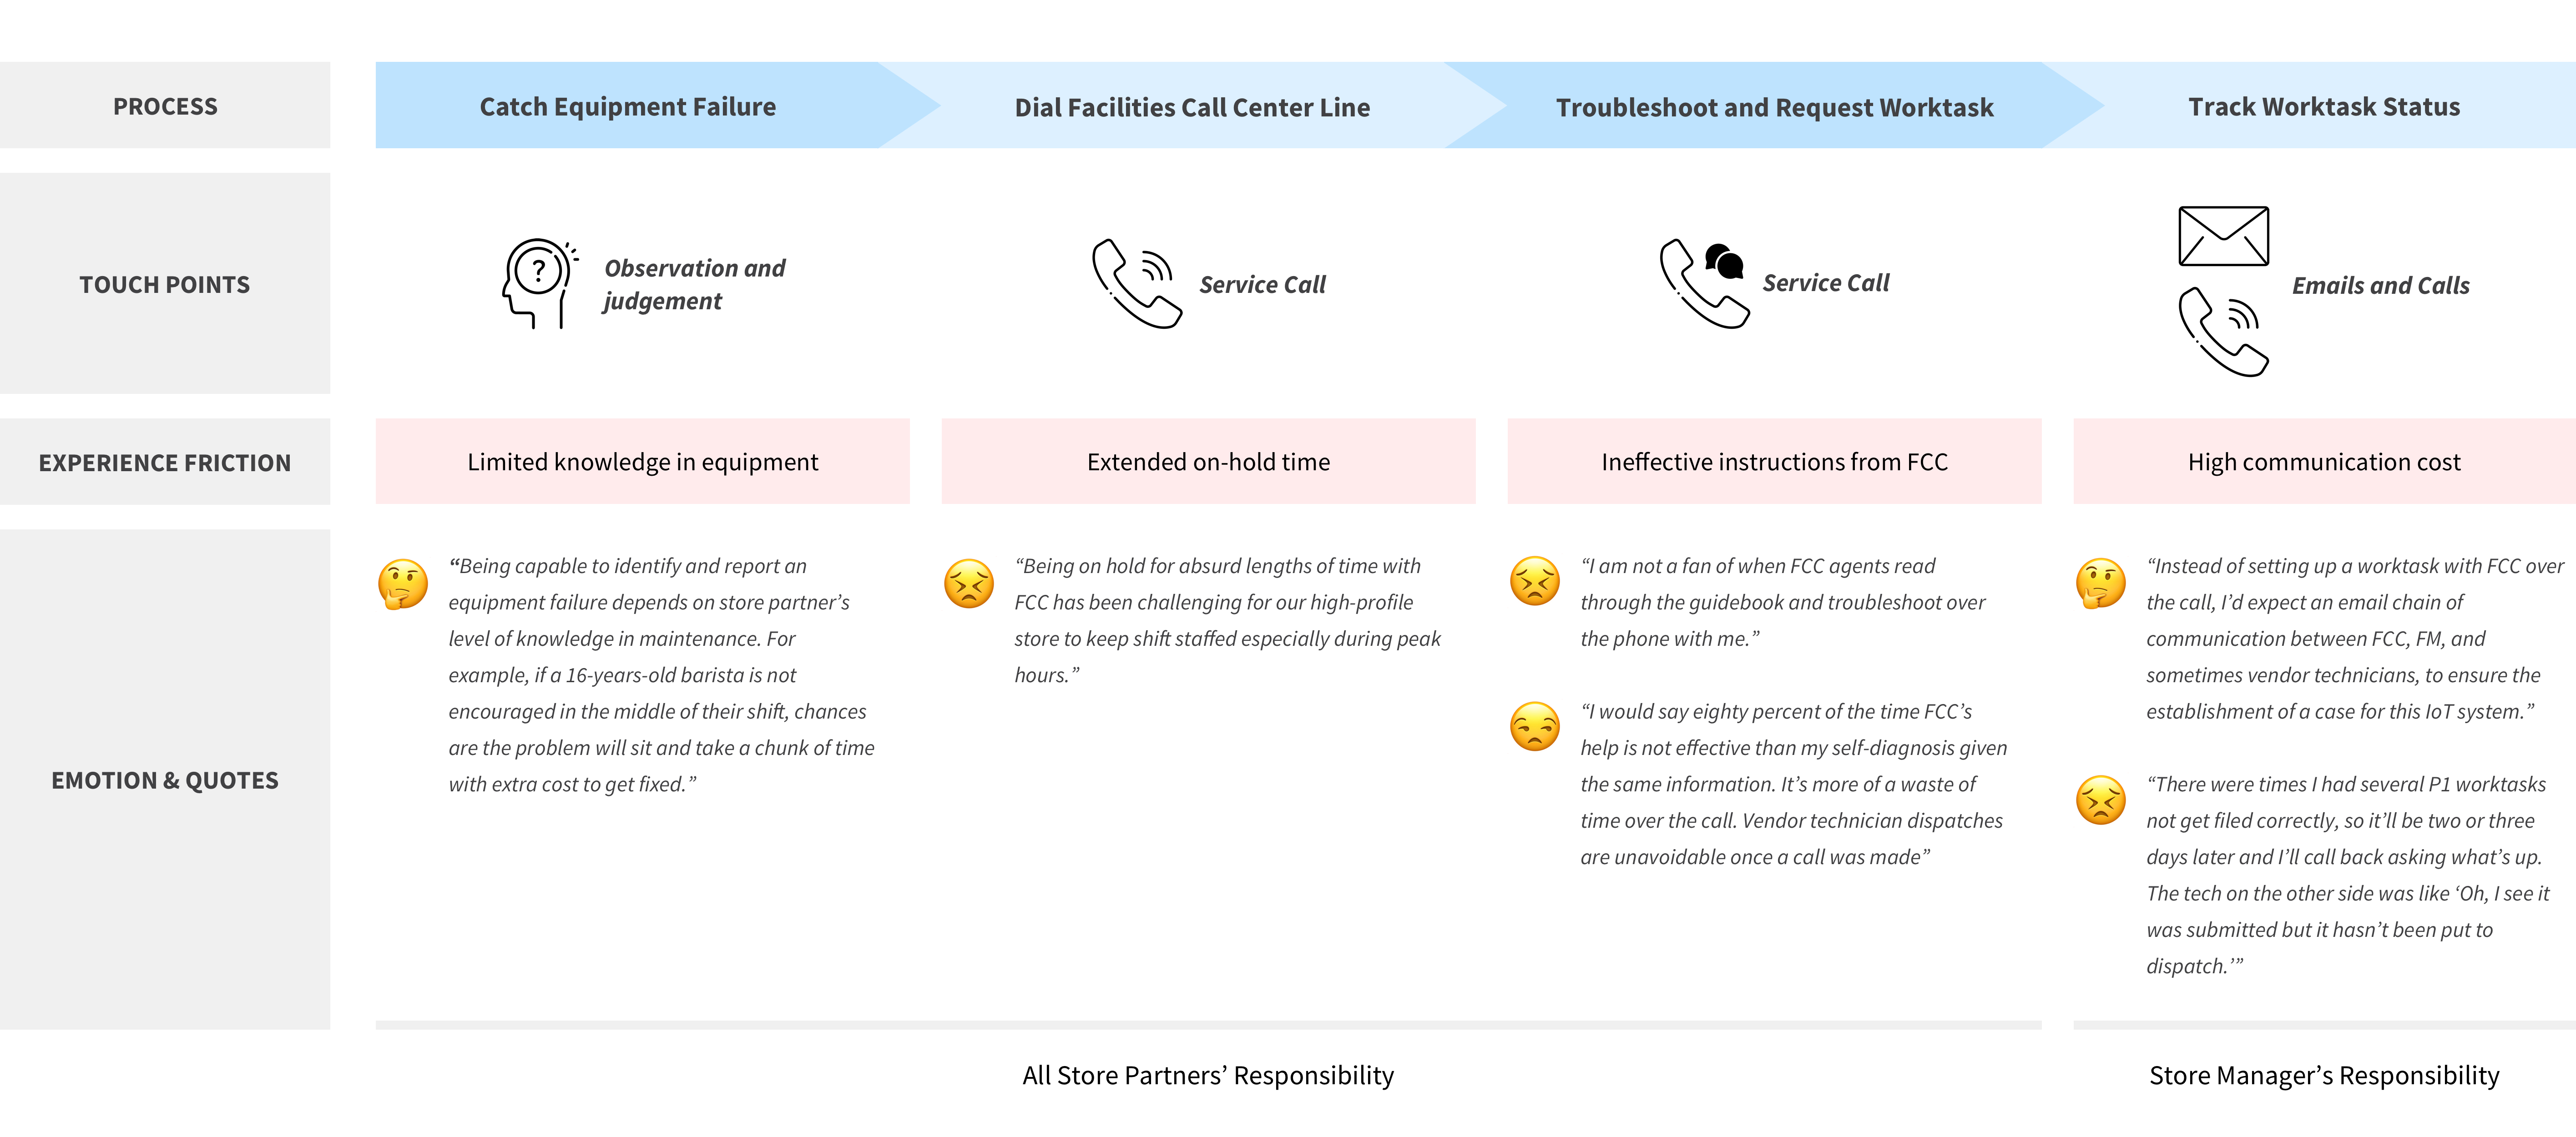 PROCESS
Catch Equipment Failure
Dial Facilities Call Center Line
Troubleshoot and Request Worktask
Track Worktask Status
TOUCH POINTS
?
Observation and
judgement
Service Call
Service Call
Emails and Calls
EXPERIENCE FRICTION
Limited knowledge in equipment
Extended on-hold time
Ineffective instructions from FCC
High communication cost
EMOTION & QUOTES
“Being capable to identify and report an
equipment failure depends on store partner’s
level of knowledge in maintenance. For
example, if a 16-years-old barista is not
encouraged in the middle of their shift, chances
are the problem will sit and take a chunk of time
with extra cost to get fixed.”
“Being on hold for absurd lengths of time with
FCC has been challenging for our high-profile
store to keep shift staffed especially during peak
hours.”
“I am not a fan of when FCC agents read
through the guidebook and troubleshoot over
the phone with me.”
“I would say eighty percent of the time FCC’s
help is not effective than my self-diagnosis given
the same information. It’s more of a waste of
time over the call. Vendor technician dispatches
are unavoidable once a call was made”
“Instead of setting up a worktask with FCC over
the call, I’d expect an email chain of
communication between FCC, FM, and
sometimes vendor technicians, to ensure the
establishment of a case for this IoT system.”
“There were times I had several P1 worktasks
not get filed correctly, so it’ll be two or three
days later and I’ll call back asking what’s up.
The tech on the other side was like ‘Oh, I see it
was submitted but it hasn’t been put to
dispatch.’”
All Store Partners’ Responsibility
Store Manager’s Responsibility